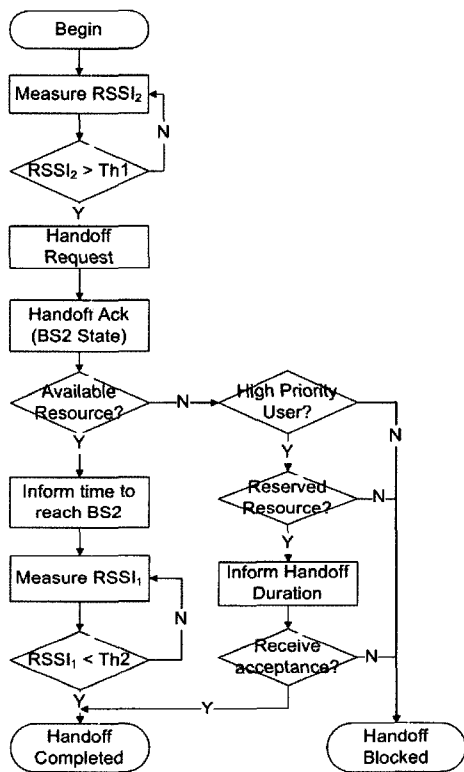 Begin
Measure RSSI₂
N
RSSI₂ > Th1
Y
Handoff
Request
Handoft Ack
(BS2 State)
Available
Resource?
N
High Priority
User?
N
Y
Y
Inform time to
reach BS2
Reserved
Resource?
N
Y
Measure RSSI₁
N
Inform Handoff
Duration
RSSI₁ < Th2
Receive
acceptance?
N
Y
Y
Handoff
Completed
Handoff
Blocked